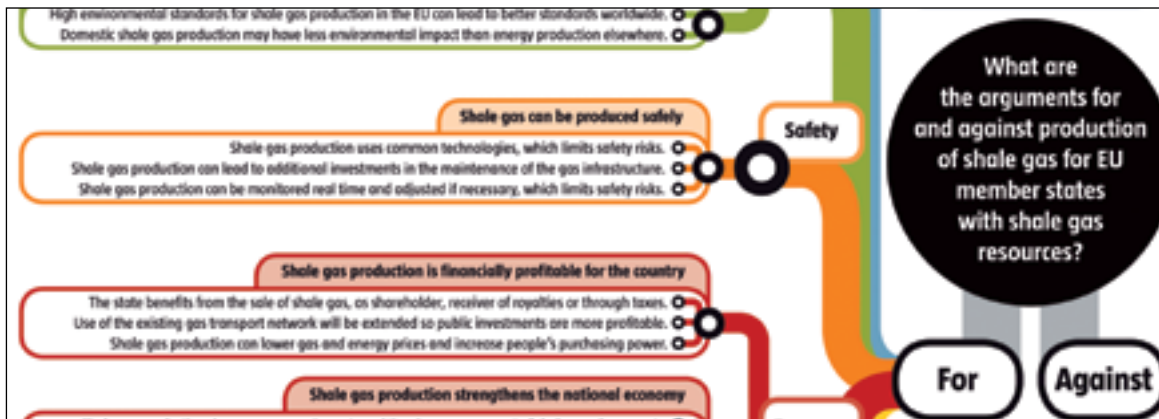 High environmental standards for shale gas production in the EU can lead to better standards worldwide.
Domestic shale gas production may have less environmental impact than energy production elsewhere.
Shale gas can be produced safely
Shale gas production uses common technologies, which limits safety risks.
Shale gas production can lead to additional investments in the maintenance of the gas infrastructure.
Shale gas production can be monitored real time and adjusted if necessary, which limits safety risks.
Safety
Shale gas production is financially profitable for the country
The state benefits from the sale of shale gas, as shareholder, receiver of royalties or through taxes.
Use of the existing gas transport network will be extended so public investments are more profitable.
Shale gas production can lower gas and energy prices and increase people's purchasing power.
Shale gas production strengthens the national economy
What are
the arguments for
and against production
of shale gas for EU
member states
with shale gas
resources?
For
Against